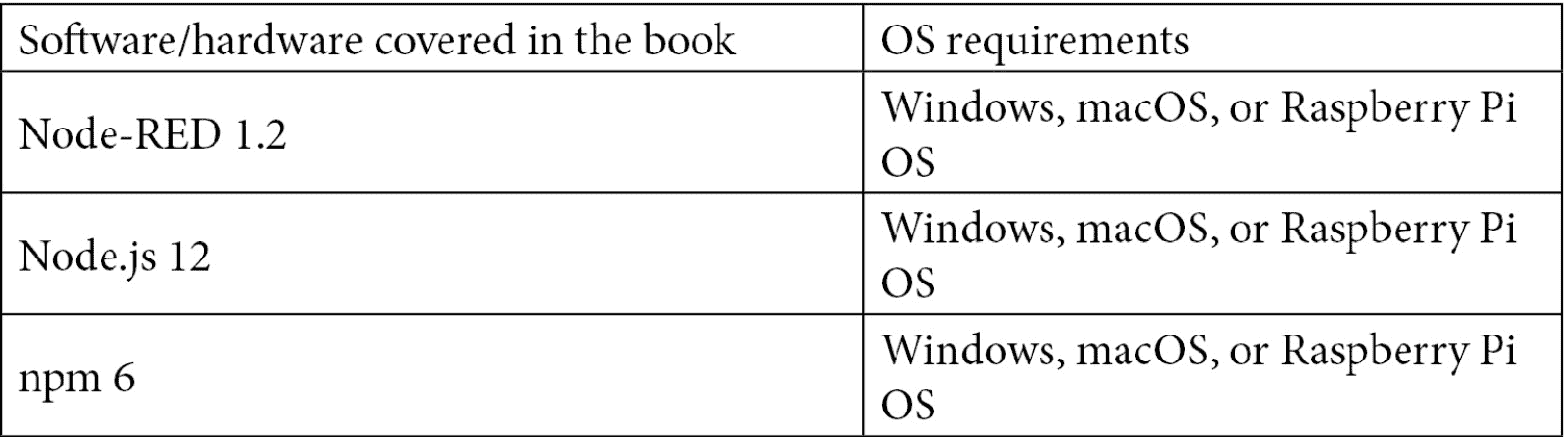 Software/hardware covered in the book
OS requirements
Node-RED 1.2
Windows, macOS, or Raspberry Pi
OS
Node.js 12
Windows, macOS, or Raspberry Pi
OS
npm 6
Windows, macOS, or Raspberry Pi
OS